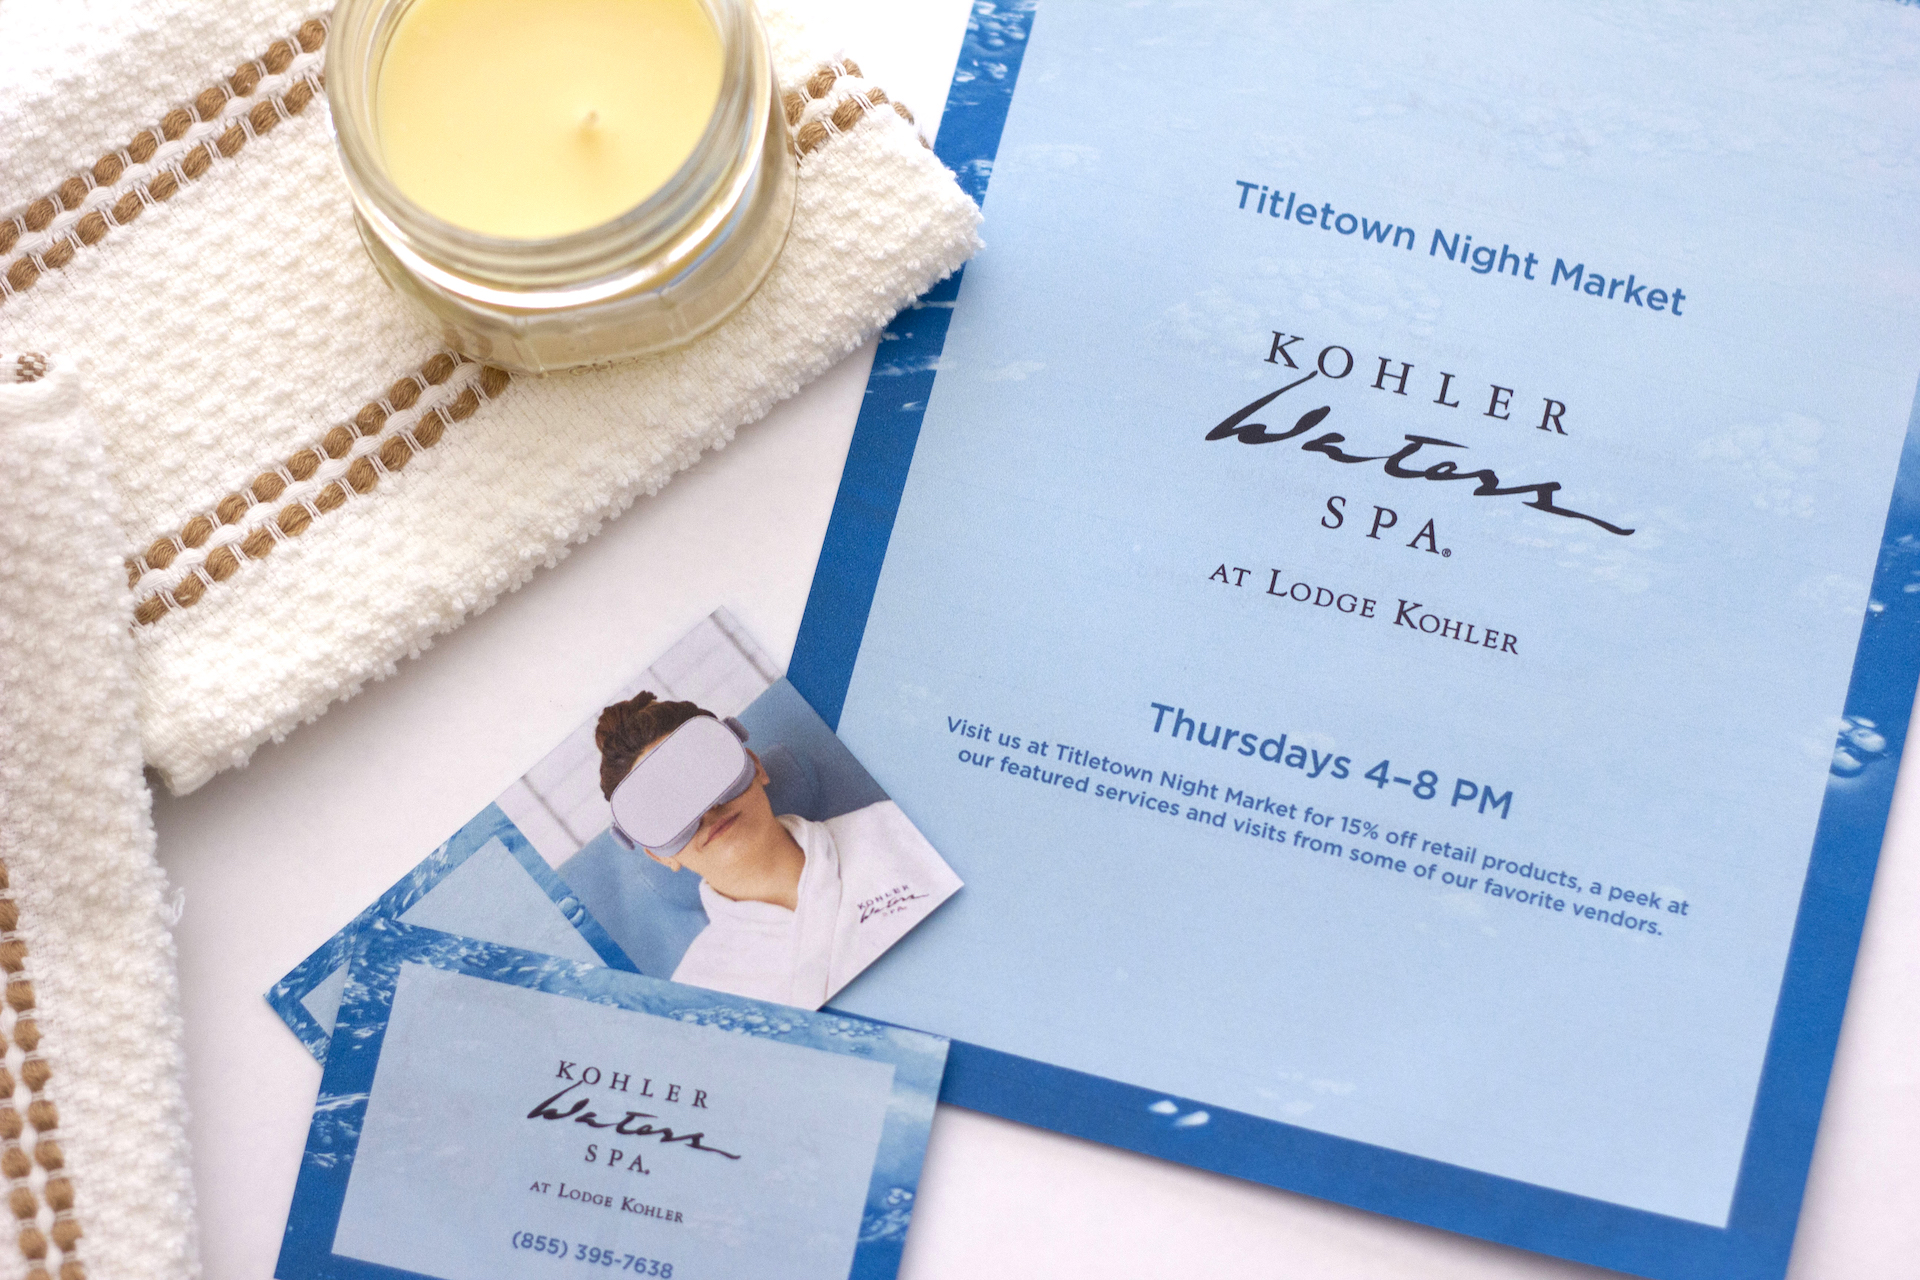 Titletown Night Market
KOHLER
Waters
SPA®
AT LODGE KOHLER
Thursdays 4–8 PM
Visit us at Titletown Night Market for 15% off retail products, a peek at
our featured services and visits from some of our favorite vendors.
KOHLER
Waters
SPA
KOHLER
Waters
SPA®
AT LODGE KOHLER
(855) 395-7638